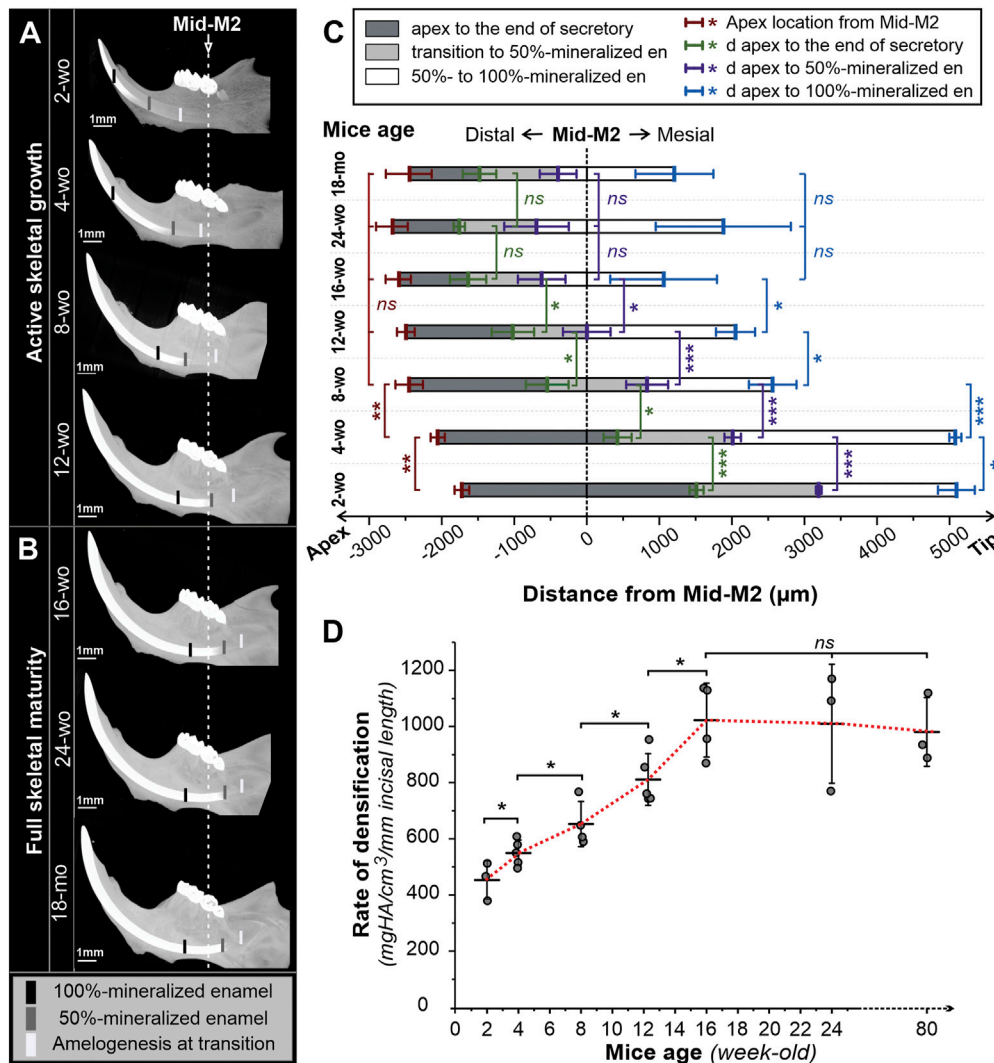 A
Mid-M2
Active skeletal growth
2-wo
1mm
4-wo
1mm
8-wo
1mm
12-wo
1mm
B
Full skeletal maturity
16-wo
1mm
24-wo
1mm
18-mo
1mm
100%-mineralized enamel
50%-mineralized enamel
Amelogenesis at transition
C
apex to the end of secretory
transition to 50%-mineralized en
50%- to 100%-mineralized en
* Apex location from Mid-M2
* d apex to the end of secretory
* d apex to 50%-mineralized en
* d apex to 100%-mineralized en
Mice age
Distal ← Mid-M2 → Mesial
18-mo
ns
ns
ns
24-wo
ns
ns
ns
16-wo
ns
*
*
*
12-wo
*
***
*
8-wo
**
*
***
***
4-wo
**
***
***
*
2-wo
Apex
-3000
-2000
-1000
0
1000
2000
3000
4000
5000
Tip
Distance from Mid-M2 (µm)
D
Rate of densification
(mgHA/cm³/mm incisal length)
1200
1000
800
600
400
200
0
*
*
*
*
ns
0 2 4 6 8 10 12 14 16 18 20 22 24 80
Mice age (week-old)